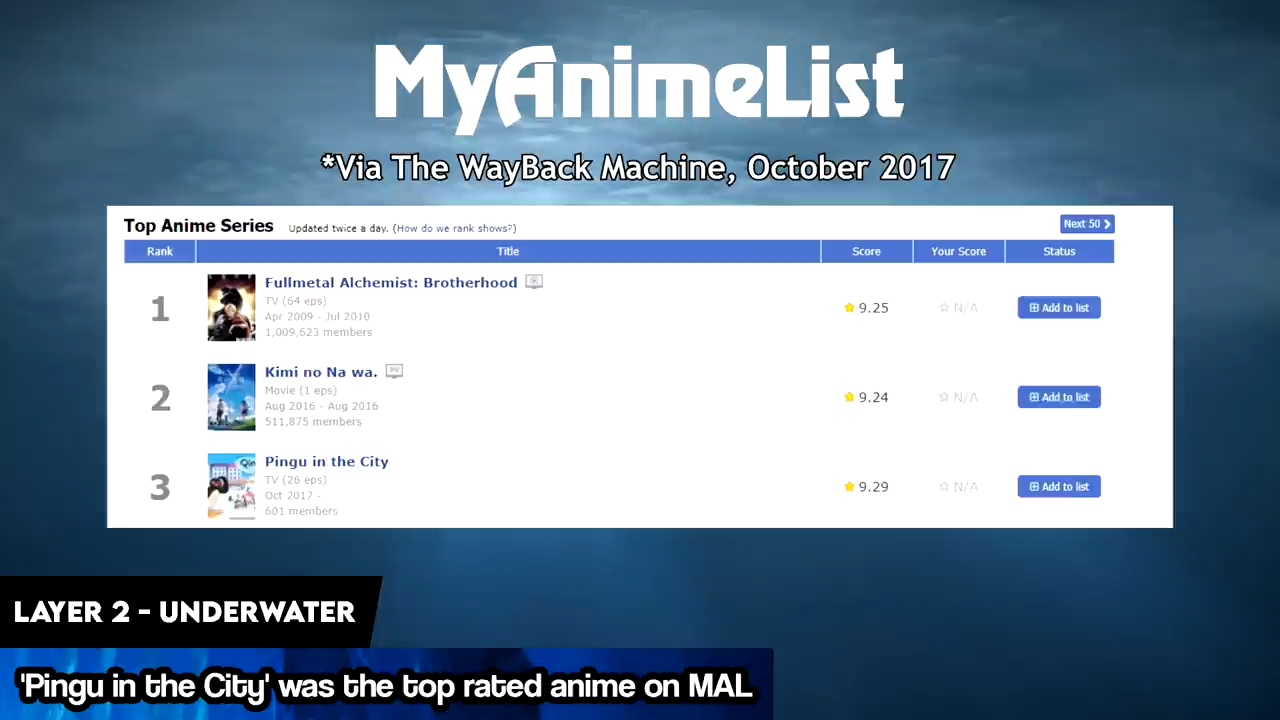 MyAnimeList
*Via The WayBack Machine, October 2017
Top Anime Series Updated twice a day. (How do we rank shows?) Next 50
Rank Title Score Your Score Status
1 Fullmetal Alchemist: Brotherhood 9.25 N/A Add to list
TV (64 eps)
Apr 2009 - Jul 2010
1,009,623 members
2 Kimi no Na wa. 9.24 N/A Add to list
Movie (1 eps)
Aug 2016 - Aug 2016
511,875 members
3 Pingu in the City 9.29 N/A Add to list
TV (26 eps)
Oct 2017 -
601 members
LAYER 2 - UNDERWATER
'Pingu in the City' was the top rated anime on MAL